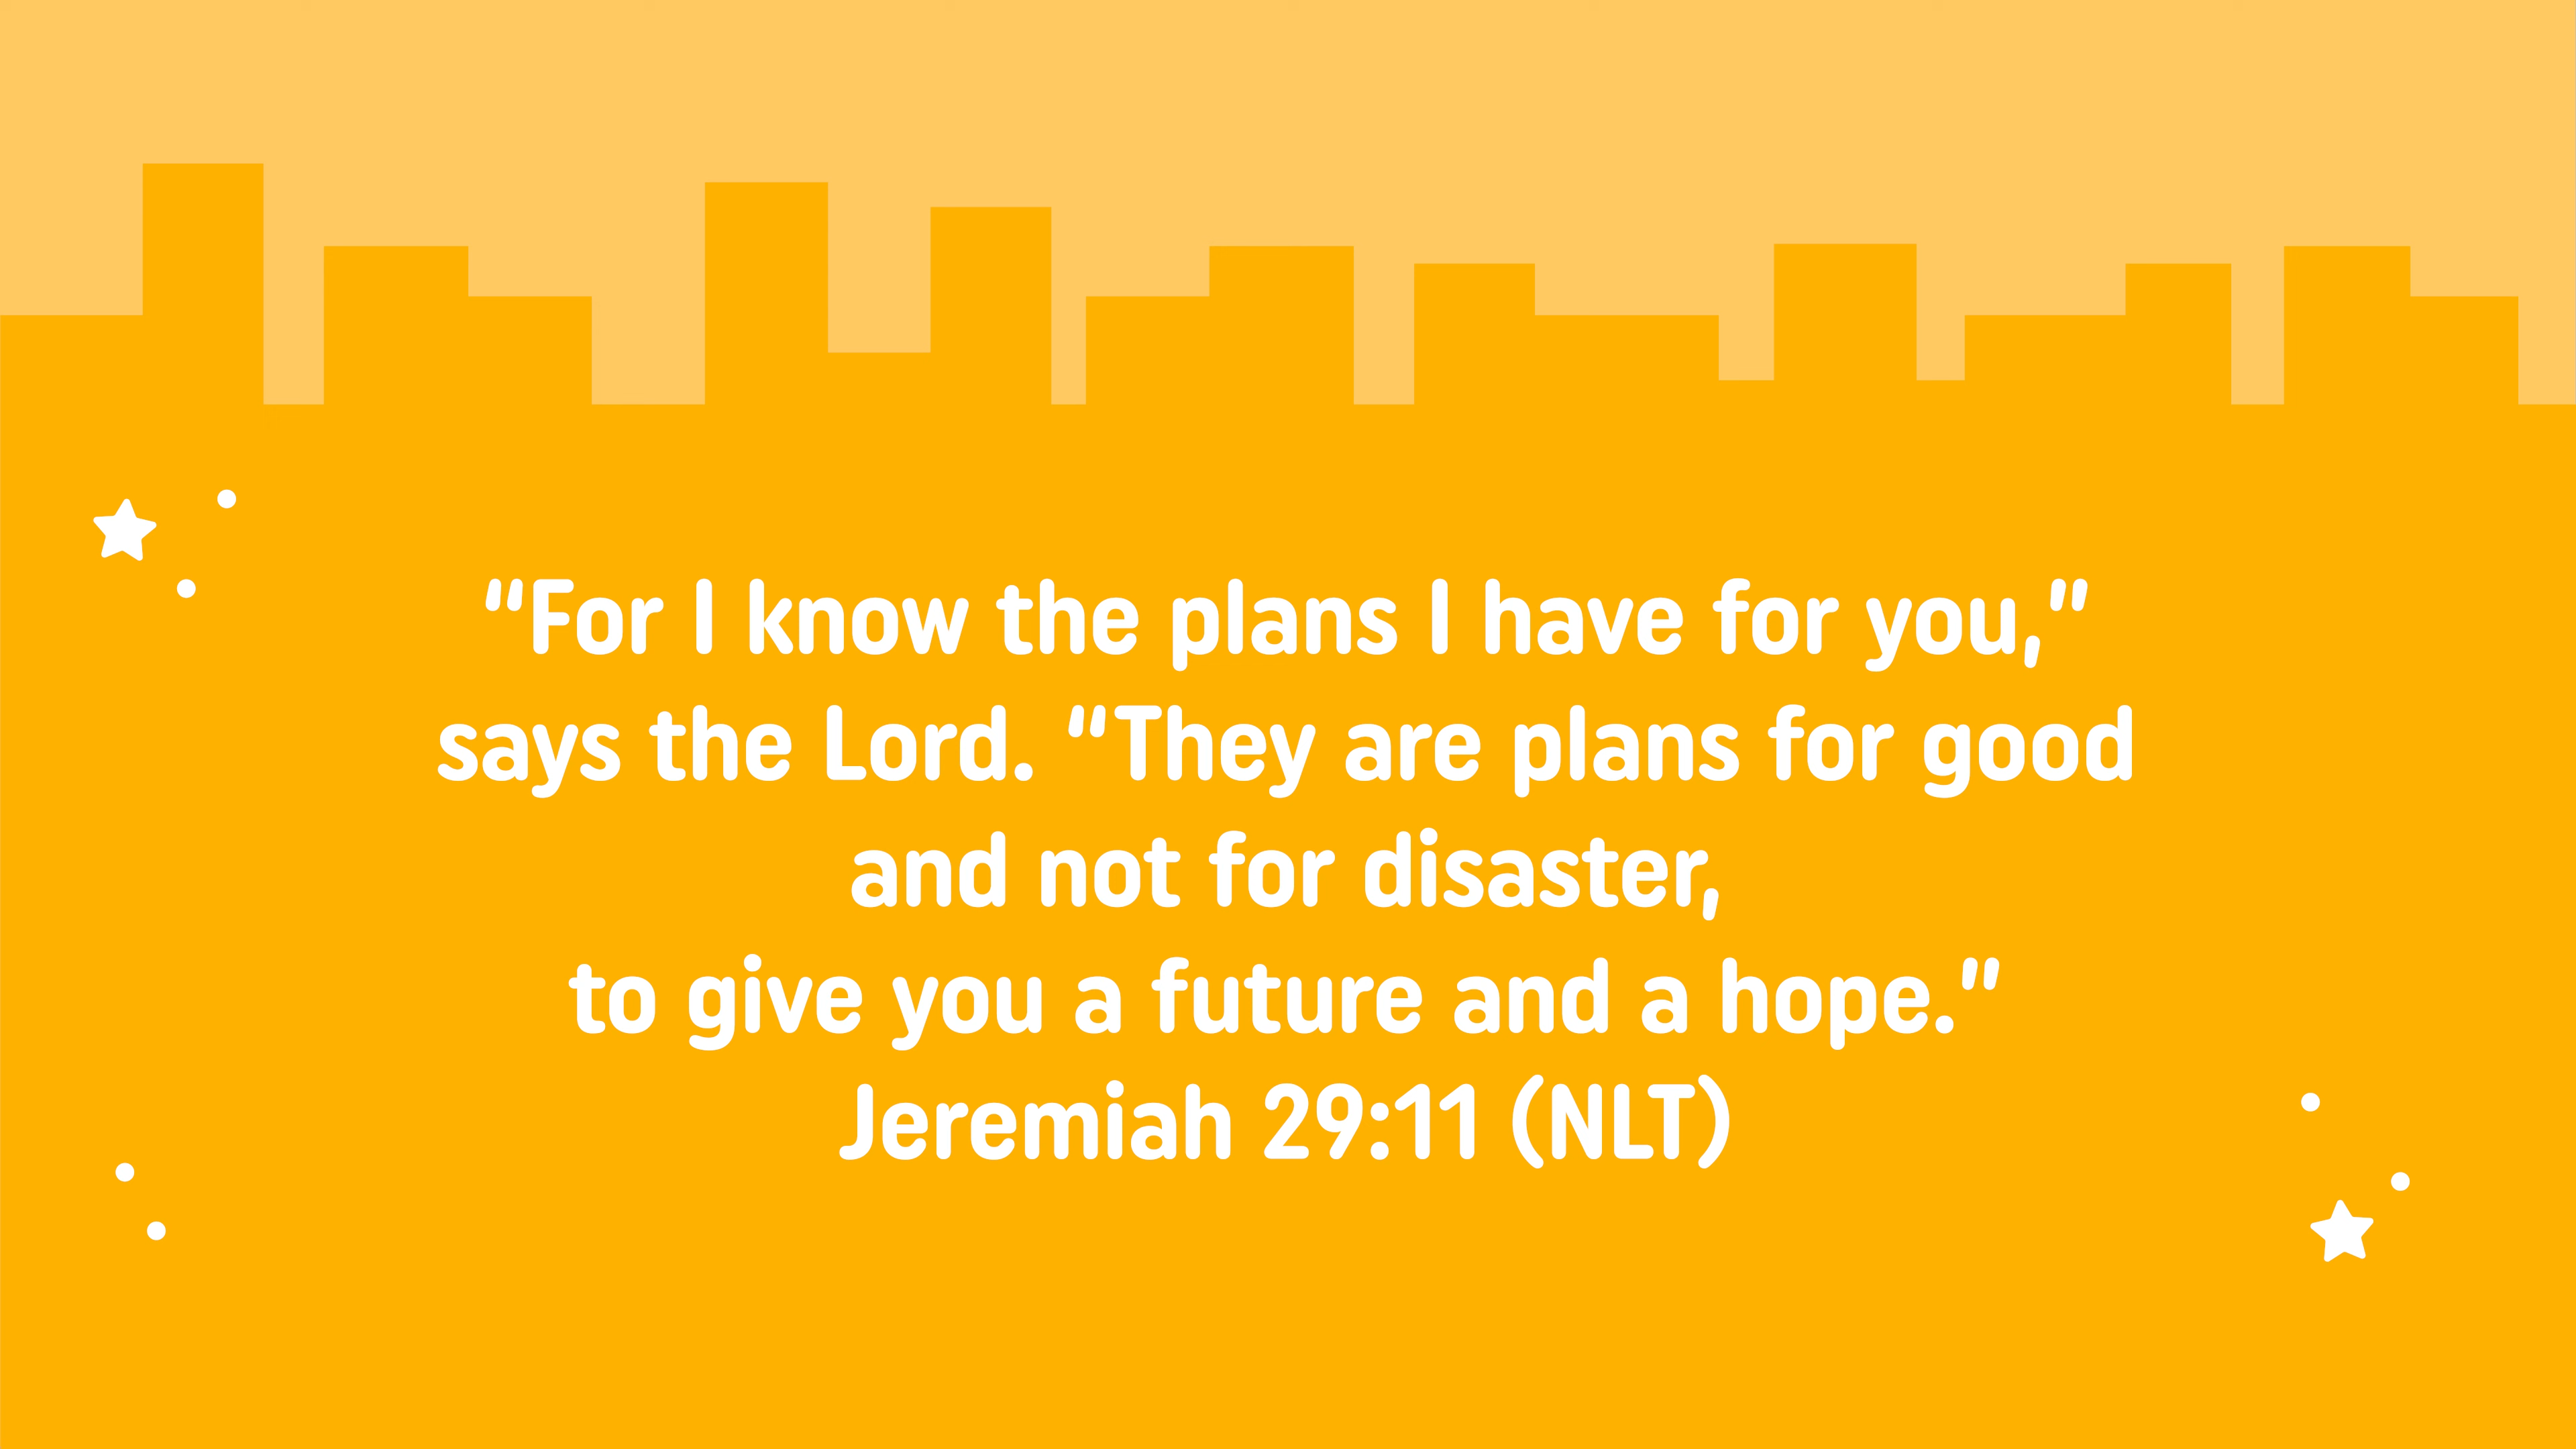 “For I know the plans I have for you,”
says the Lord. “They are plans for good
and not for disaster,
to give you a future and a hope.”
Jeremiah 29:11 (NLT)